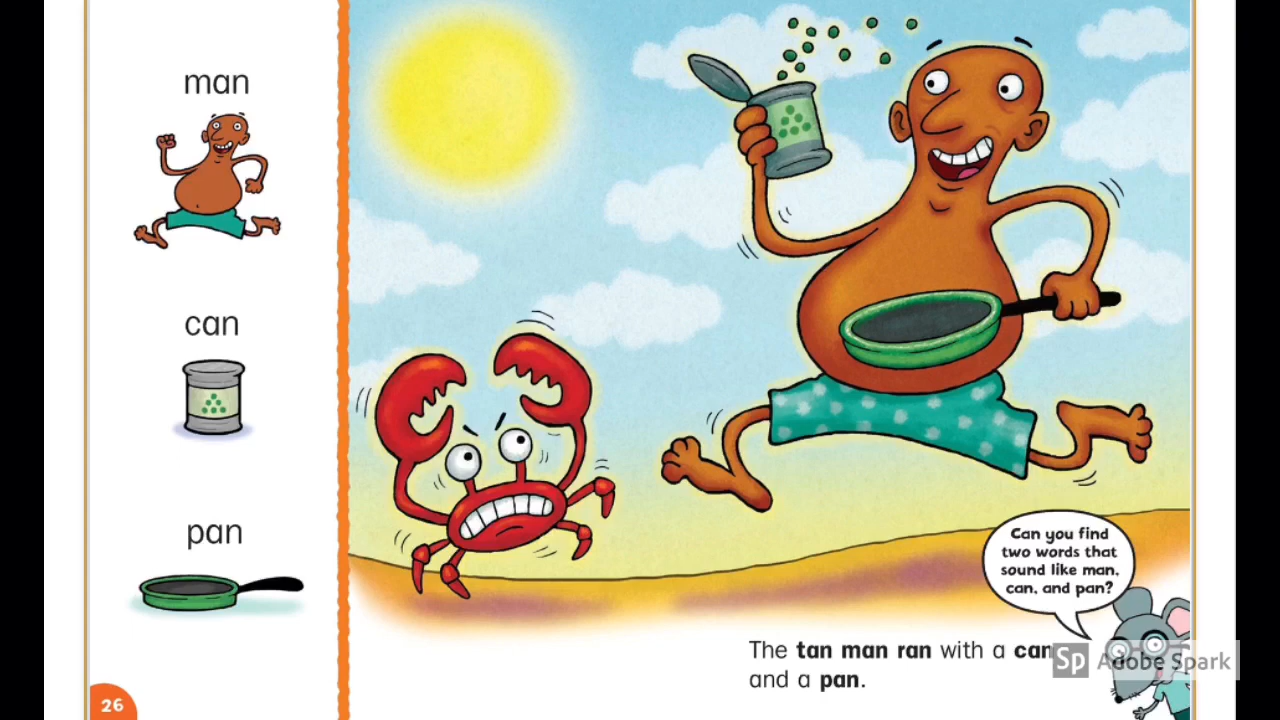 man
can
pan
26
Can you find
two words that
sound like man,
can, and pan?
The tan man ran with a can
and a pan.
Sp Adobe Spark